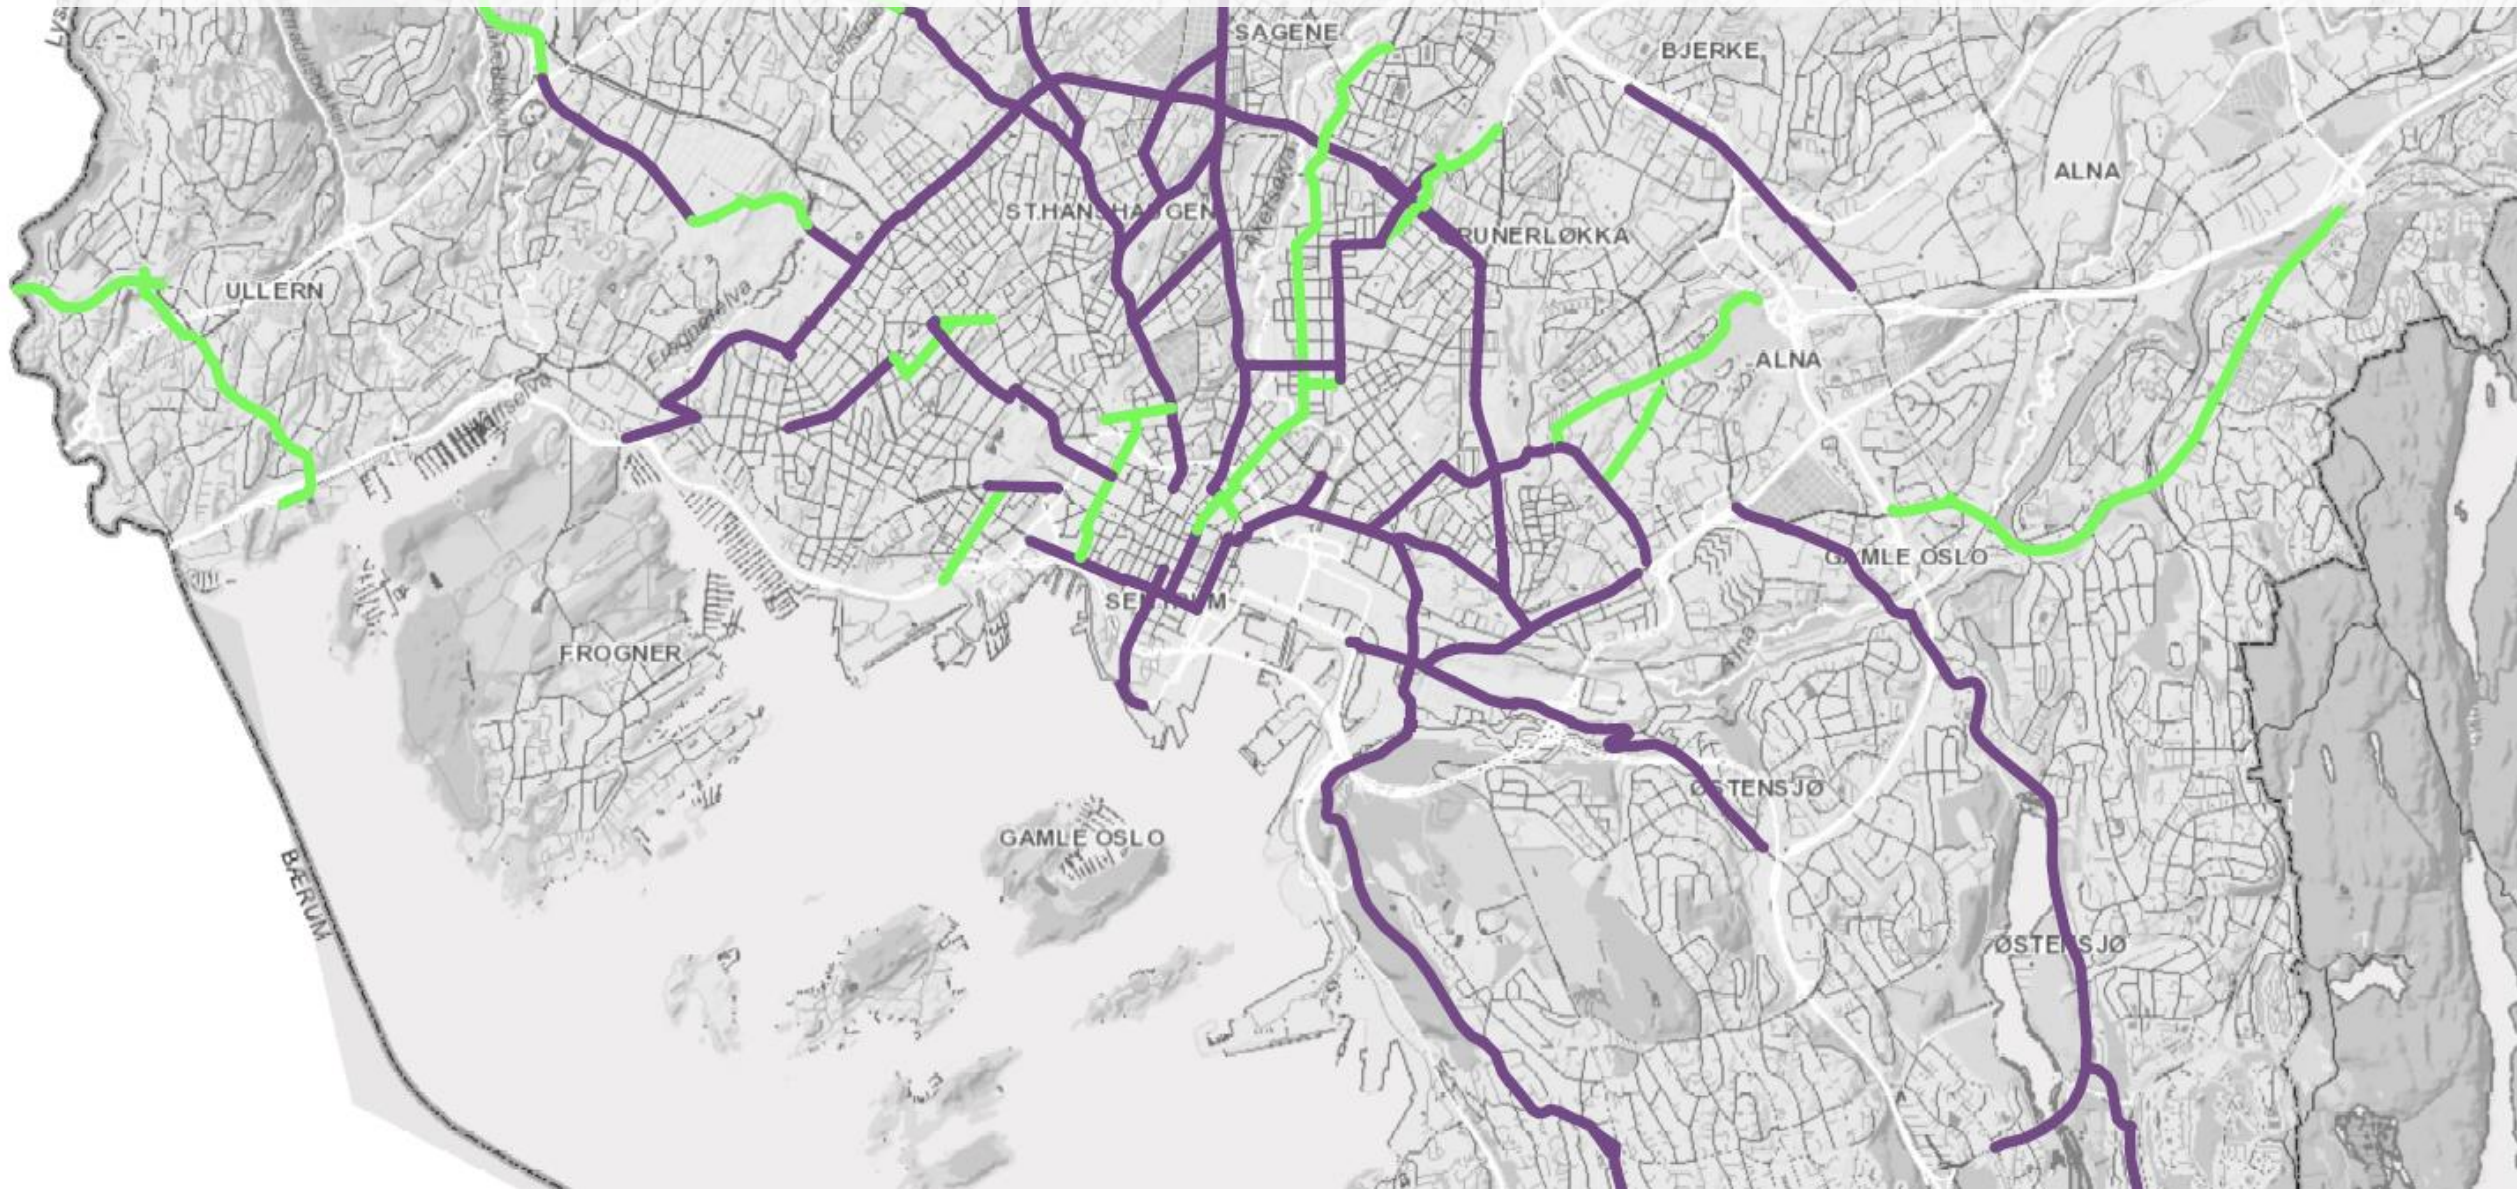 SAGENE
BJERKE
ALNA
ST.HANSHAUGEN
Akerselva
GRUNERLØKKA
ULLERN
Frognerelva
ALNA
GAMLE OSLO
SENTRUM
FROGNER
Alna
ØSTENSJØ
GAMLE OSLO
BÆRUM
ØSTENSJØ